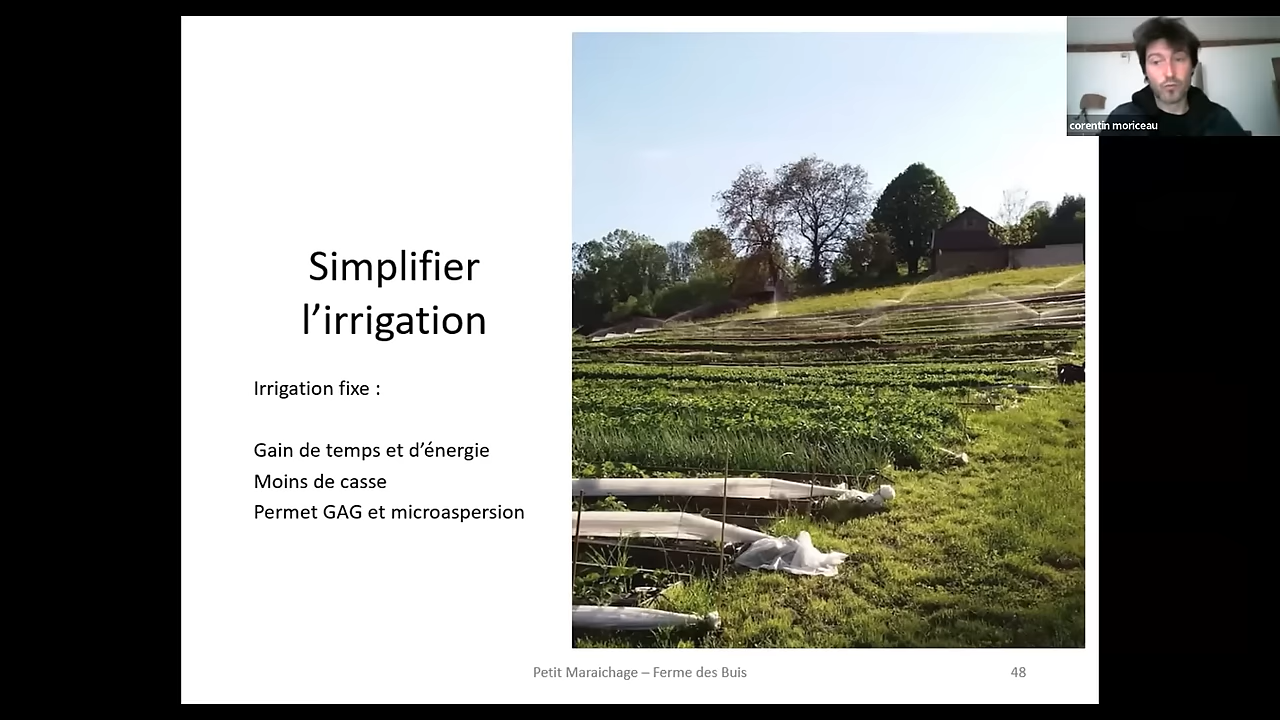 corentin moriceau
Simplifier
l’irrigation
Irrigation fixe :
Gain de temps et d’énergie
Moins de casse
Permet GAG et microaspersion
Petit Maraichage – Ferme des Buis
48